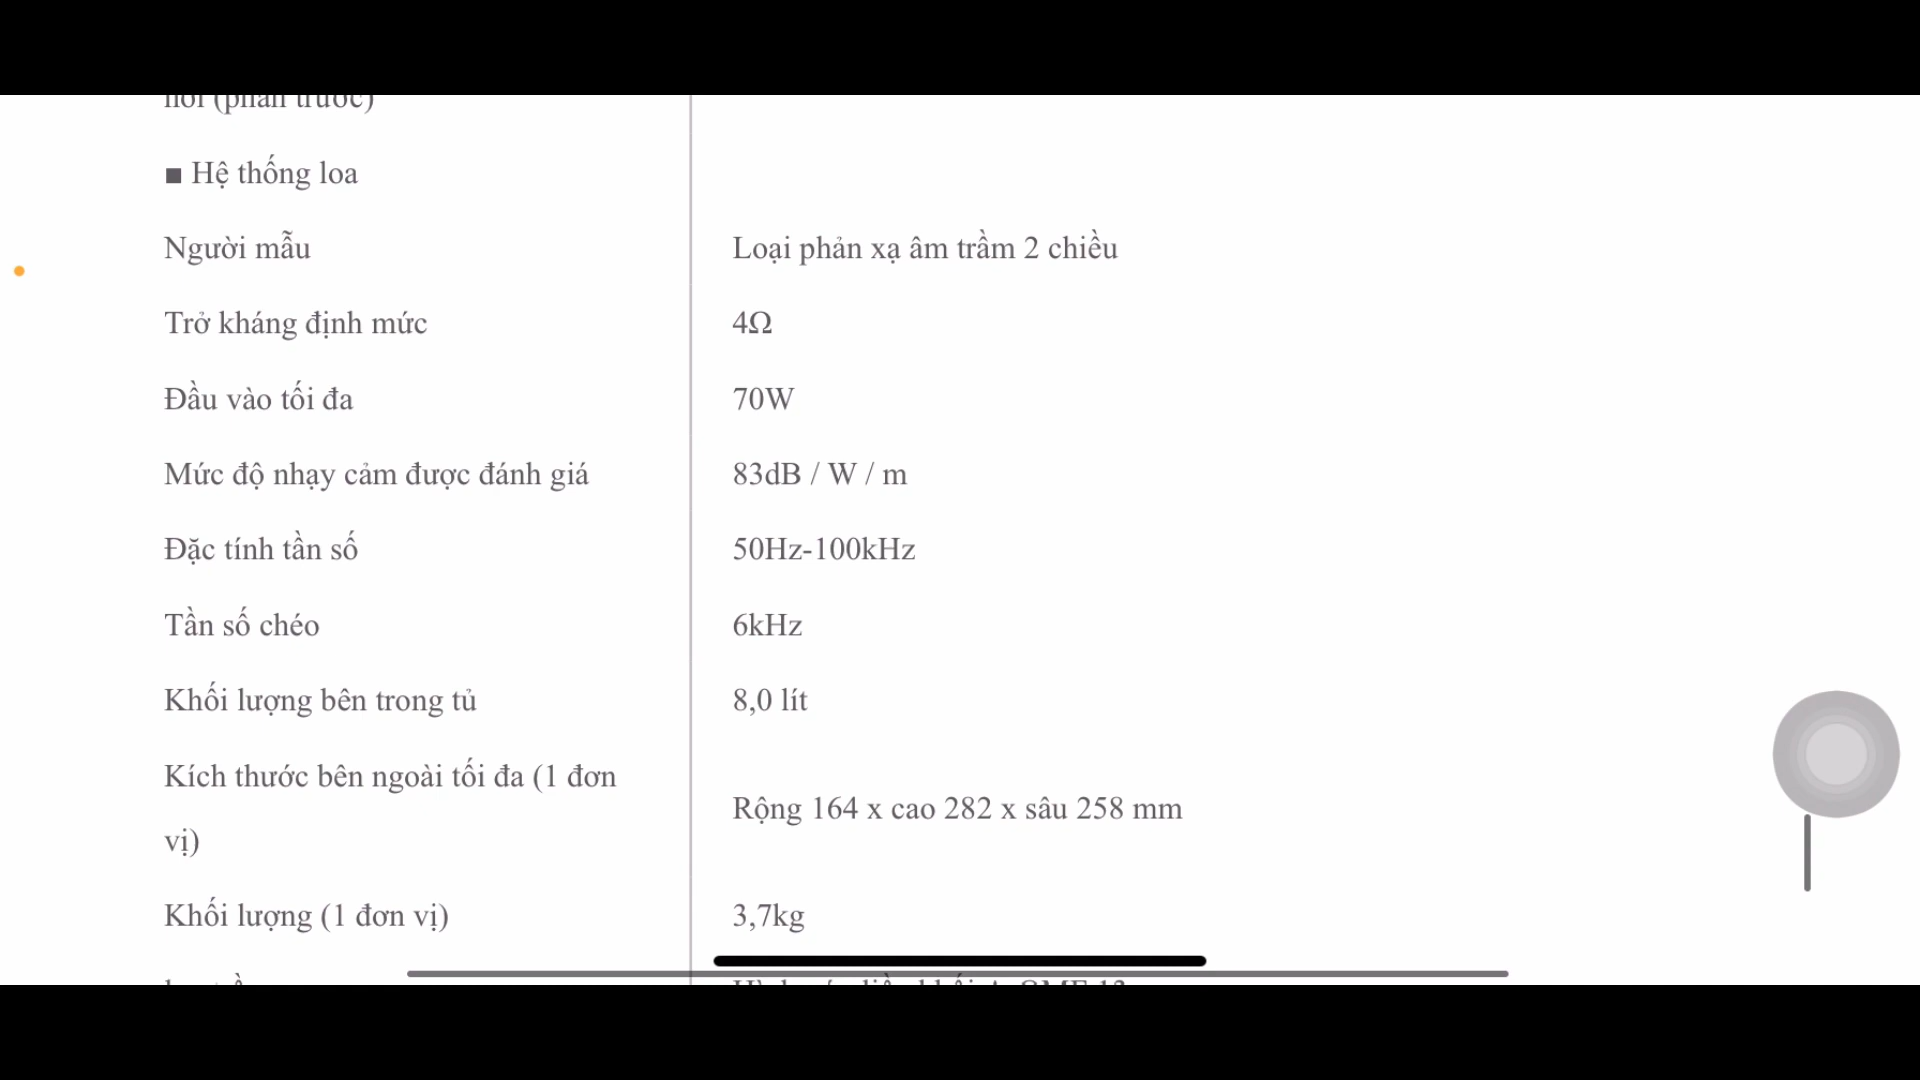 nối (phần trước)
■ Hệ thống loa
Người mẫu
Loại phản xạ âm trầm 2 chiều
Trở kháng định mức
4Ω
Đầu vào tối đa
70W
Mức độ nhạy cảm được đánh giá
83dB / W / m
Đặc tính tần số
50Hz-100kHz
Tần số chéo
6kHz
Khối lượng bên trong tủ
8,0 lít
Kích thước bên ngoài tối đa (1 đơn
vị)
Rộng 164 x cao 282 x sâu 258 mm
Khối lượng (1 đơn vị)
3,7kg